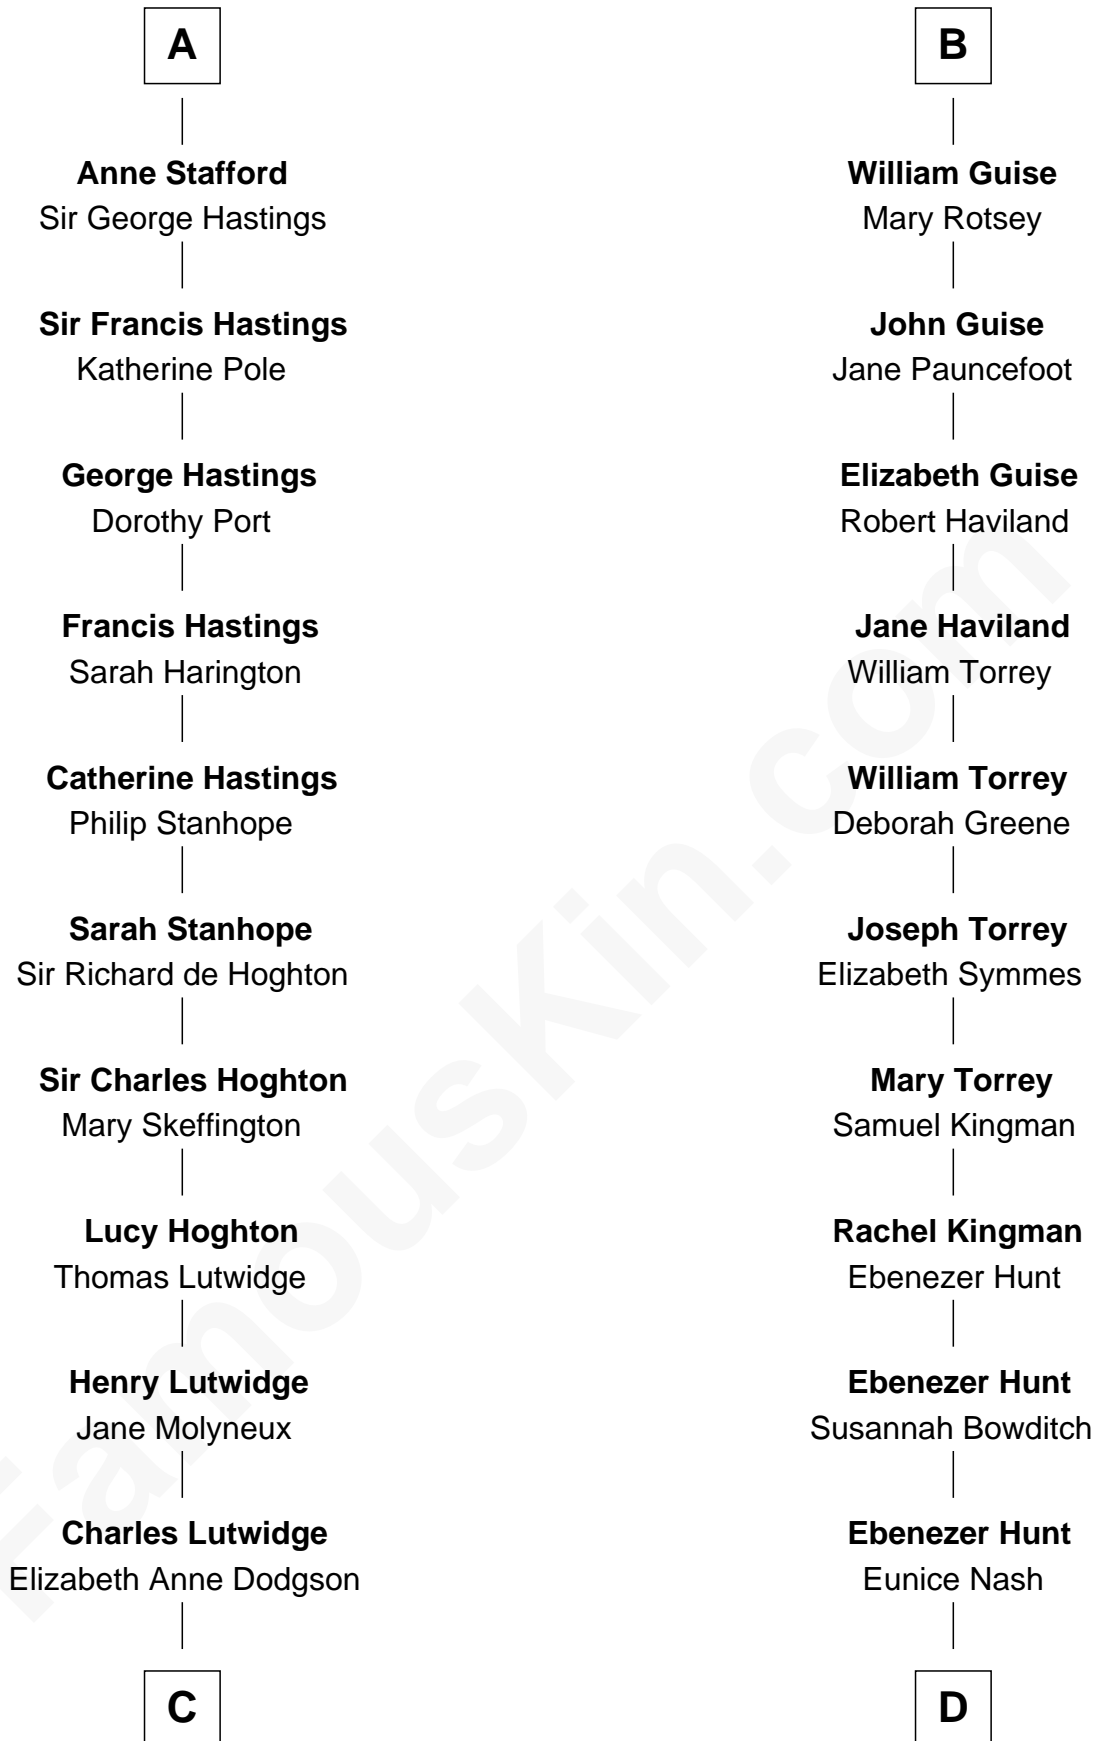 A
Anne Stafford
Sir George Hastings
Sir Francis Hastings
Katherine Pole
George Hastings
Dorothy Port
Francis Hastings
Sarah Harington
Catherine Hastings
Philip Stanhope
Sarah Stanhope
Sir Richard de Hoghton
Sir Charles Hoghton
Mary Skeffington
Lucy Hoghton
Thomas Lutwidge
Henry Lutwidge
Jane Molyneux
Charles Lutwidge
Elizabeth Anne Dodgson
C
B
William Guise
Mary Rotsey
John Guise
Jane Pauncefoot
Elizabeth Guise
Robert Haviland
Jane Haviland
William Torrey
William Torrey
Deborah Greene
Joseph Torrey
Elizabeth Symmes
Mary Torrey
Samuel Kingman
Rachel Kingman
Ebenezer Hunt
Ebenezer Hunt
Susannah Bowditch
Ebenezer Hunt
Eunice Nash
D
FamousKin.com